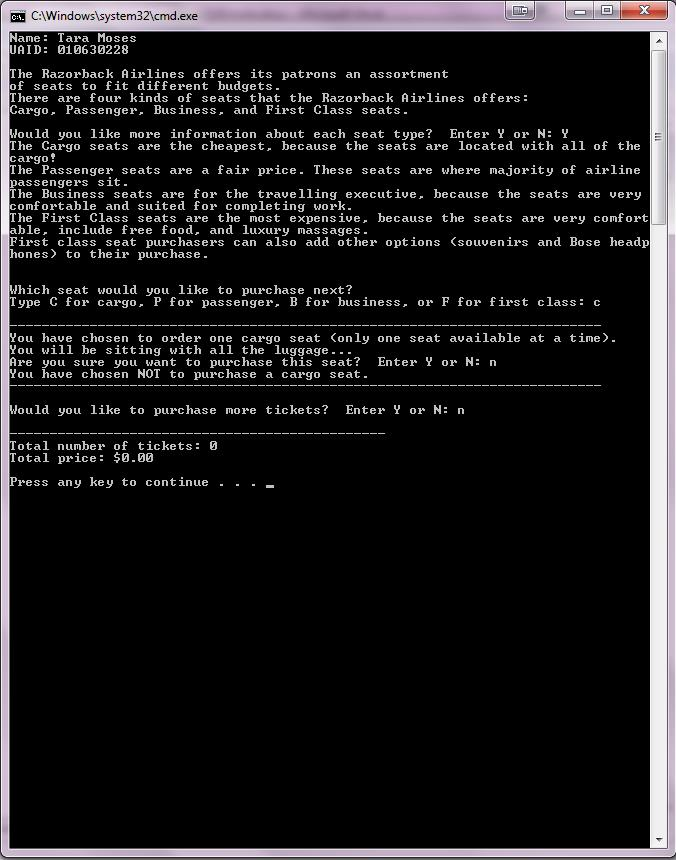 C:\Windows\system32\cmd.exe
Name: Tara Moses
UAID: 010630228
The Razorback Airlines offers its patrons an assortment
of seats to fit different budgets.
There are four kinds of seats that the Razorback Airlines offers:
Cargo, Passenger, Business, and First Class seats.
Would you like more information about each seat type?  Enter Y or N: Y
The Cargo seats are the cheapest, because the seats are located with all of the
cargo!
The Passenger seats are a fair price. These seats are where majority of airline
passengers sit.
The Business seats are for the travelling executive, because the seats are very
comfortable and suited for completing work.
The First Class seats are the most expensive, because the seats are very comfort
able, include free food, and luxury massages.
First class seat purchasers can also add other options (souvenirs and Bose headp
hones) to their purchase.
Which seat would you like to purchase next?
Type C for cargo, P for passenger, B for business, or F for first class: c
You have chosen to order one cargo seat (only one seat available at a time).
You will be sitting with all the luggage...
Are you sure you want to purchase this seat?  Enter Y or N: n
You have chosen NOT to purchase a cargo seat.
Would you like to purchase more tickets?  Enter Y or N: n
Total number of tickets: 0
Total price: $0.00
Press any key to continue . . . _